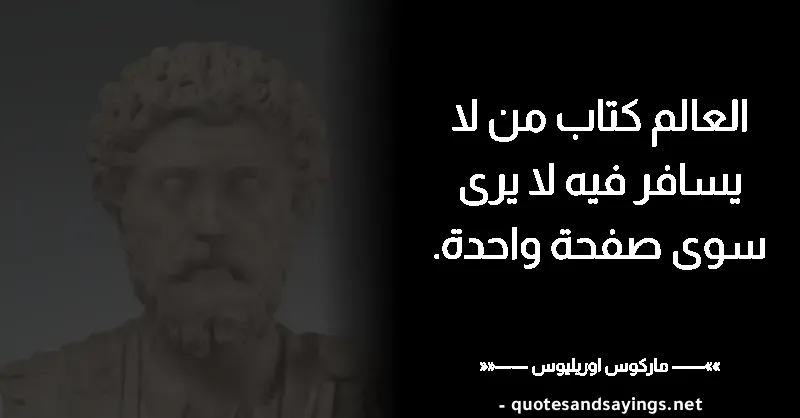 العالم كتاب من لا
يسافر فيه لا يرى
سوى صفحة واحدة.
»»—— ماركوس اوريليوس ——««
- quotesandsayings.net